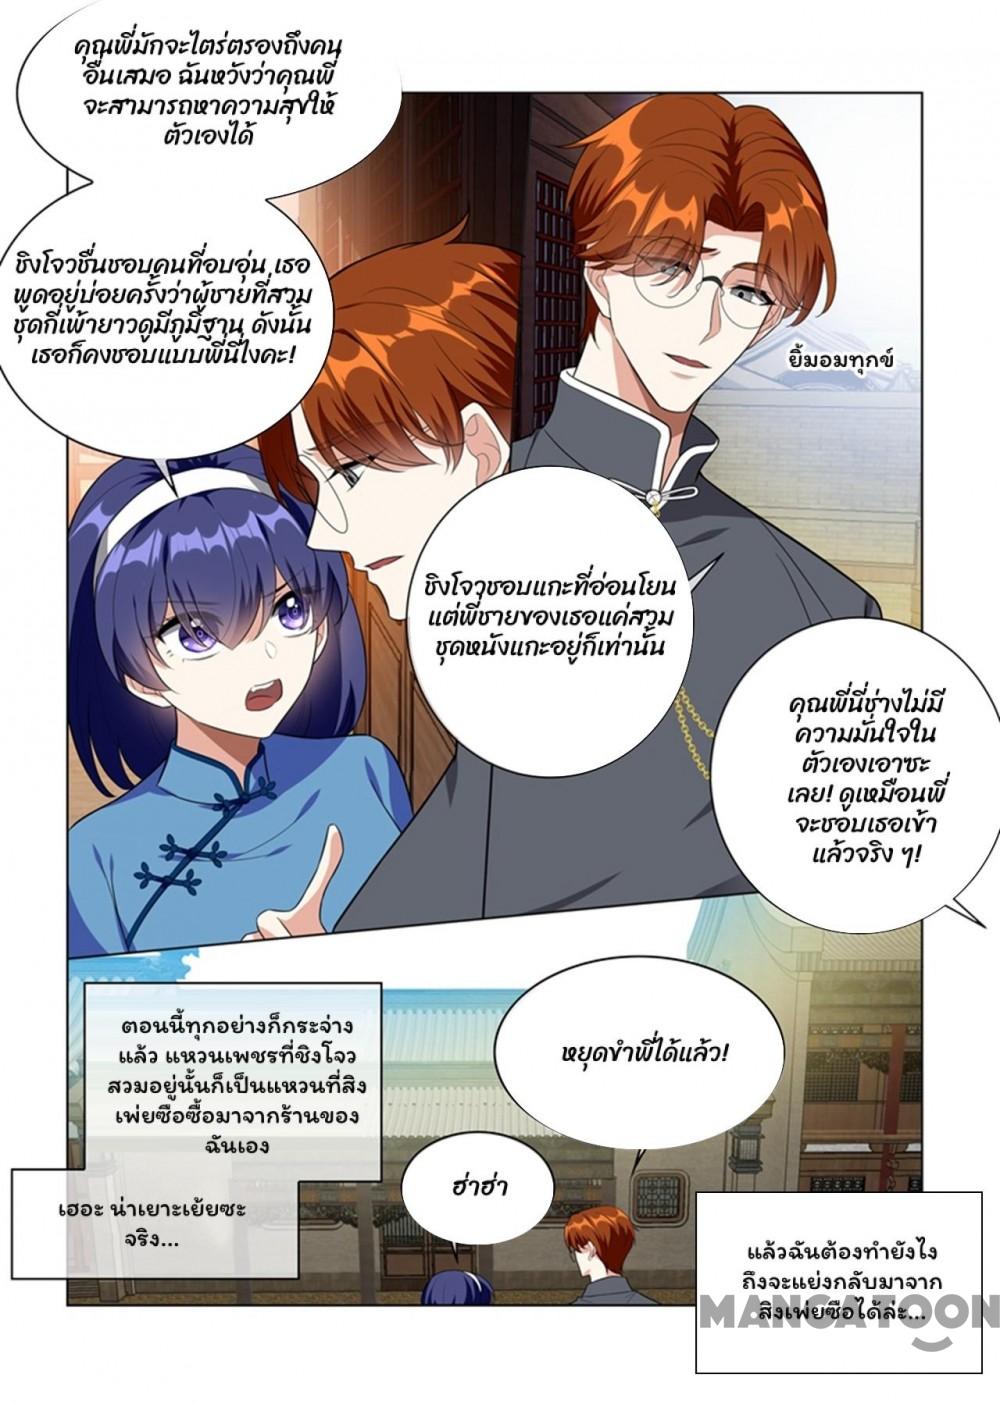 คุณพี่มักจะไตร่ตรองถึงคน
อื่นเสมอ ฉันหวังว่าคุณพี่
จะสามารถหาความสุขให้
ตัวเองได้
ชิงโจวชื่นชอบคนที่อบอุ่น เธอ
พูดอยู่บ่อยครั้งว่าผู้ชายที่สวม
ชุดกี่เพ้ายาวดูมีภูมิฐาน ดังนั้น
เธอก็คงชอบแบบพี่นี่ไงคะ!
ยิ้มอมทุกข์
ชิงโจวชอบแกะที่อ่อนโยน
แต่พี่ชายของเธอแค่สวม
ชุดหนังแกะอยู่ก็เท่านั้น
คุณพี่นี่ช่างไม่มี
ความมั่นใจใน
ตัวเองเอาซะ
เลย! ดูเหมือนพี่
จะชอบเธอเข้า
แล้วจริง ๆ!
ตอนนี้ทุกอย่างก็กระจ่าง
แล้ว แหวนเพชรที่ชิงโจว
สวมอยู่นั้นก็เป็นแหวนที่สิง
เพ่ยซือซื้อมาจากร้านของ
ฉันเอง
หยุดขำพี่ได้แล้ว!
ฮ่าฮ่า
เฮอะ น่าเยาะเย้ยซะ
จริง...
แล้วฉันต้องทำยังไง
ถึงจะแย่งกลับมาจาก
สิงเพ่ยซือได้ล่ะ...
MANGATOON